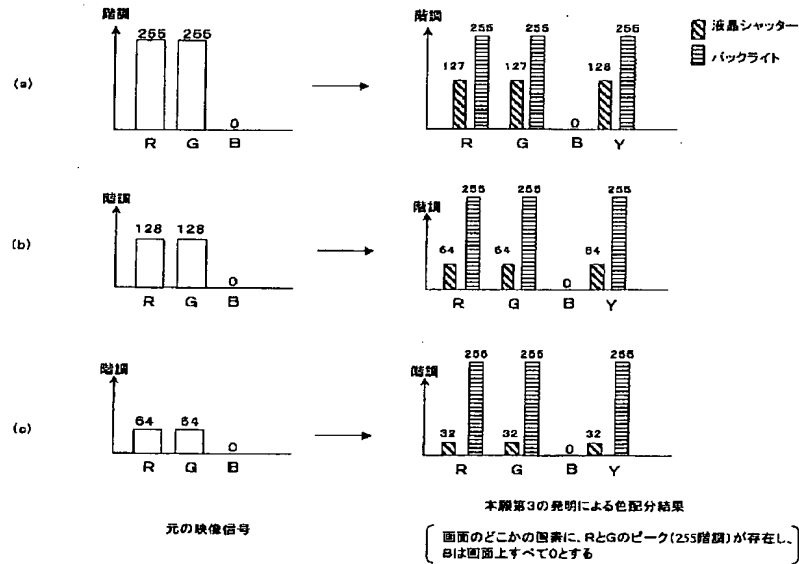 階調
255 255
0
R G B
(a)
階調
255 255 255
127 127 128
0
R G B Y
液晶シャッター
バックライト
階調
128 128
0
R G B
(b)
階調
255 255 255
64 64 64
0
R G B Y
階調
64 64
0
R G B
(c)
階調
255 255 255
32 32 32
0
R G B Y
元の映像信号
本願第3の発明による色配分結果
画面のどこかの画素に、RとGのピーク(255階調)が存在し、
Bは画面上すべて0とする